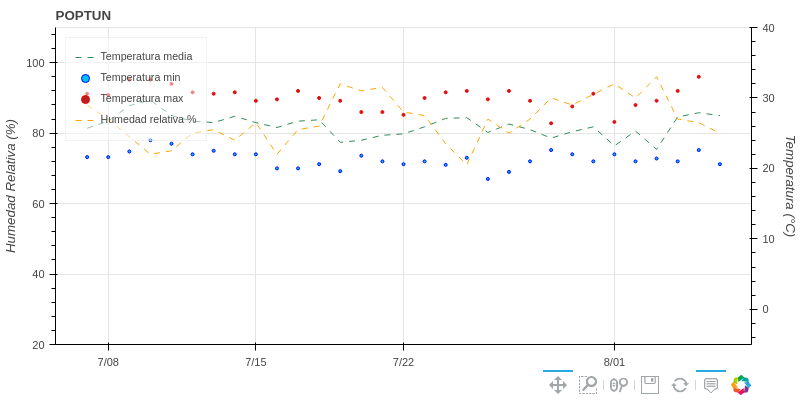 POPTUN
Temperatura media
Temperatura min
Temperatura max
Humedad relativa %
Humedad Relativa (%)
100
80
60
40
20
40
30
20
10
0
Temperatura (°C)
7/08
7/15
7/22
8/01